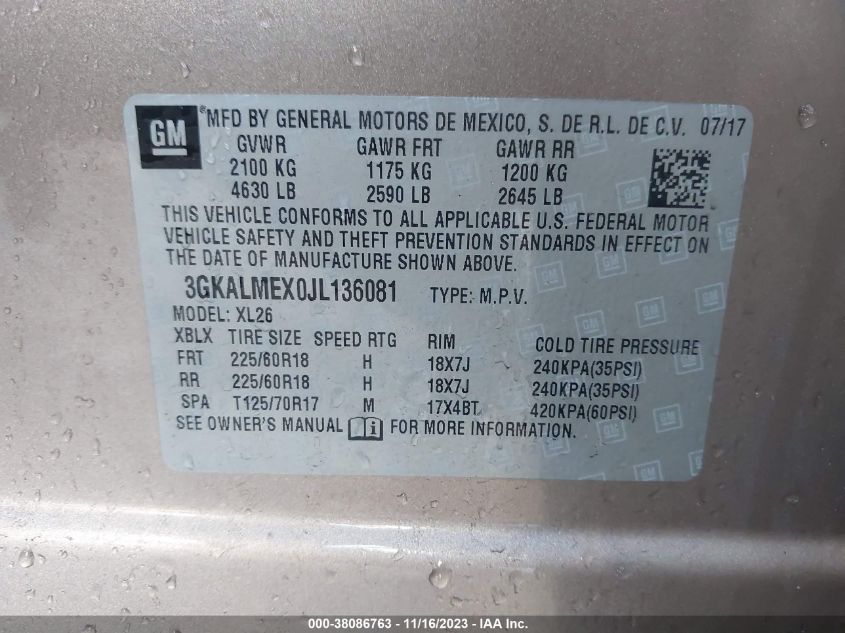 GM ® MFD BY GENERAL MOTORS DE MEXICO, S. DE R.L. DE C.V. 07/17
GVWR GAWR FRT GAWR RR
2100 KG 1175 KG 1200 KG
4630 LB 2590 LB 2645 LB
THIS VEHICLE CONFORMS TO ALL APPLICABLE U.S. FEDERAL MOTOR
VEHICLE SAFETY AND THEFT PREVENTION STANDARDS IN EFFECT ON
THE DATE OF MANUFACTURE SHOWN ABOVE.
3GKALMEX0JL136081 TYPE: M.P.V.
MODEL: XL26
XBLX TIRE SIZE SPEED RTG RIM COLD TIRE PRESSURE
FRT 225/60R18 H 18X7J 240KPA(35PSI)
RR 225/60R18 H 18X7J 240KPA(35PSI)
SPA T125/70R17 M 17X4BT 420KPA(60PSI)
SEE OWNER'S MANUAL FOR MORE INFORMATION.
000-38086763 - 11/16/2023 - IAA Inc.